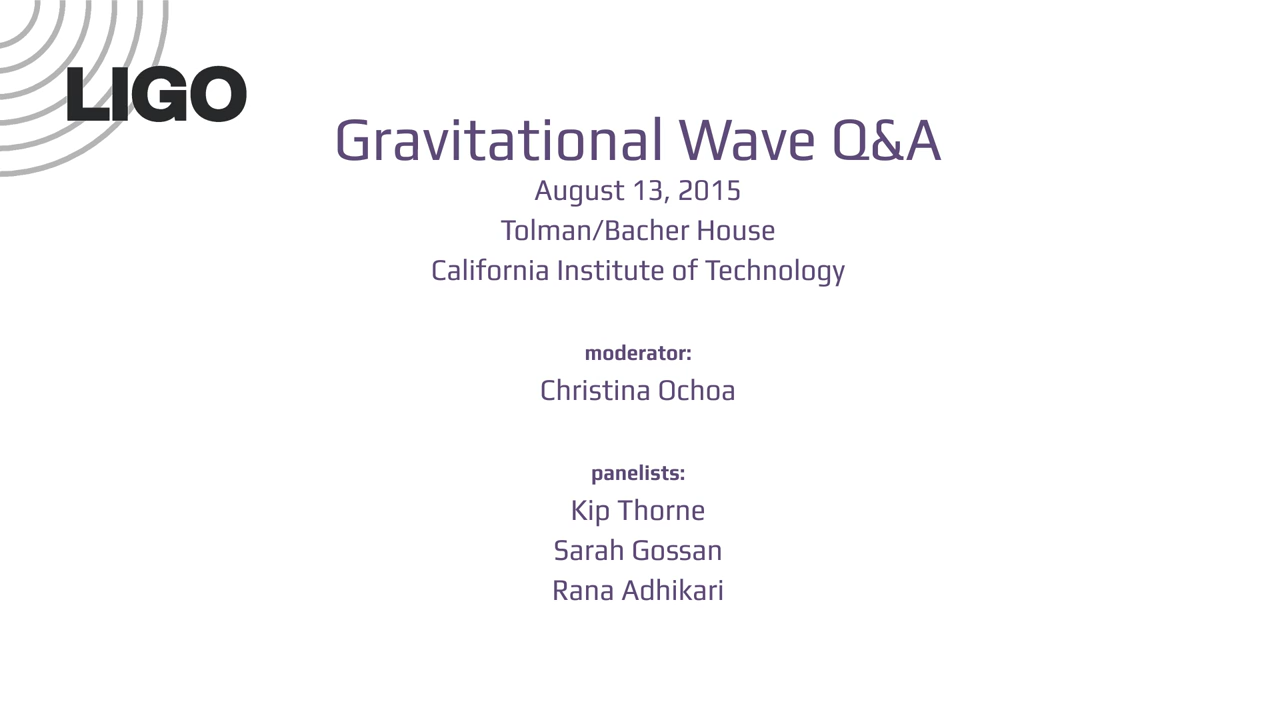 LIGO
Gravitational Wave Q&A
August 13, 2015
Tolman/Bacher House
California Institute of Technology
moderator:
Christina Ochoa
panelists:
Kip Thorne
Sarah Gossan
Rana Adhikari